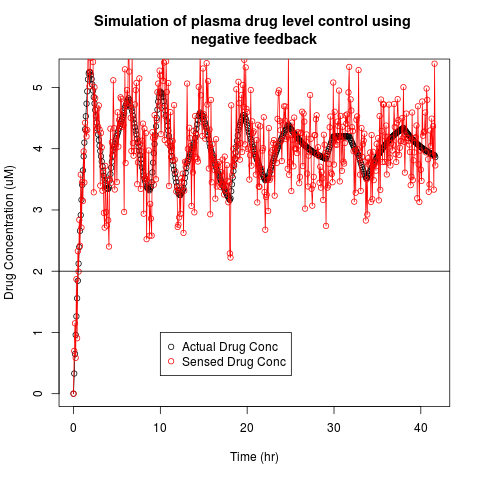 Simulation of plasma drug level control using
negative feedback
Drug Concentration (uM)
5
4
3
2
1
0
Actual Drug Conc
Sensed Drug Conc
0 10 20 30 40
Time (hr)